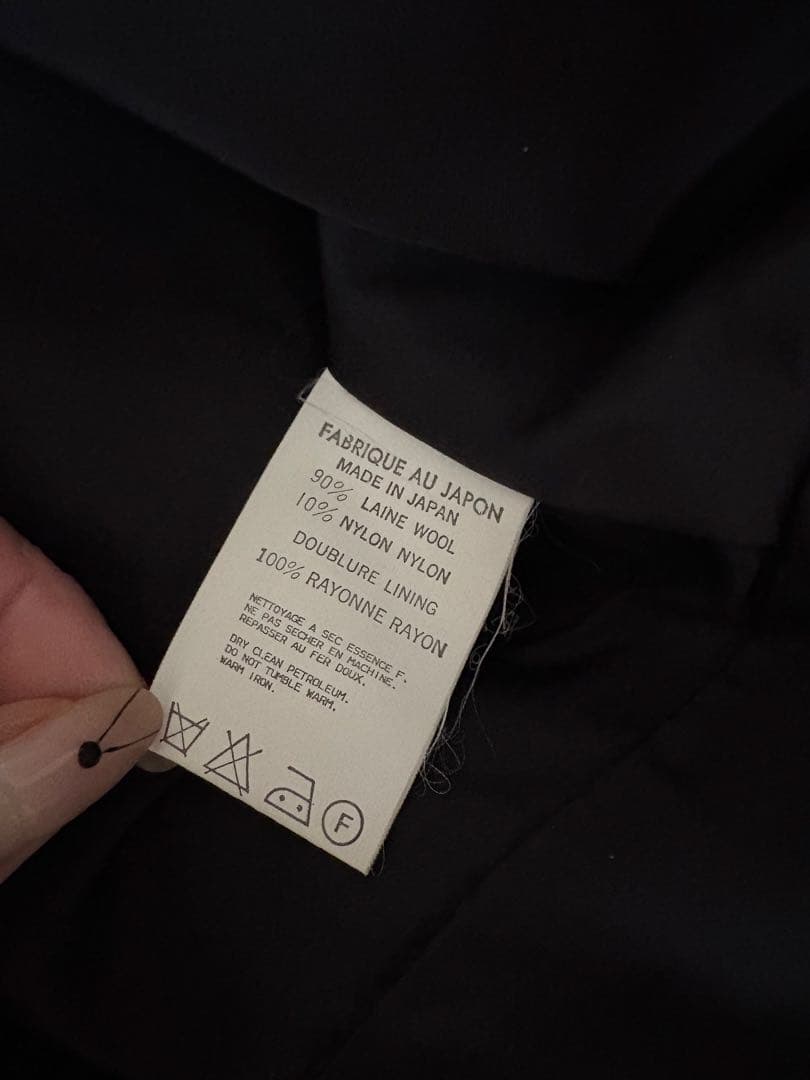 FABRIQUE AU JAPON
MADE IN JAPAN
90% LAINE WOOL
10% NYLON NYLON
DOUBLURE LINING
100% RAYONNE RAYON
NETTOYAGE A SEC ESSENCE F.
NE PAS SECHER EN MACHINE.
REPASSER AU FER DOUX.
DRY CLEAN PETROLEUM.
DO NOT TUMBLE WARM.
WARM IRON.
F